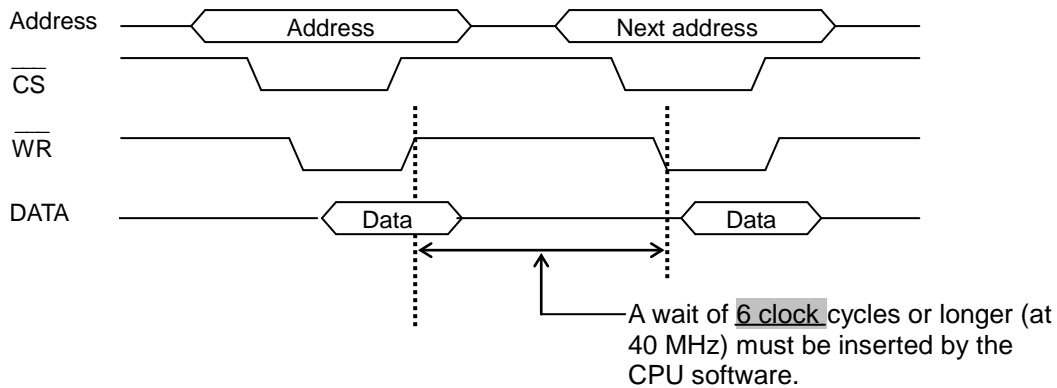 Address
Address
Next address
CS
WR
DATA
Data
Data
A wait of 6 clock cycles or longer (at
40 MHz) must be inserted by the
CPU software.